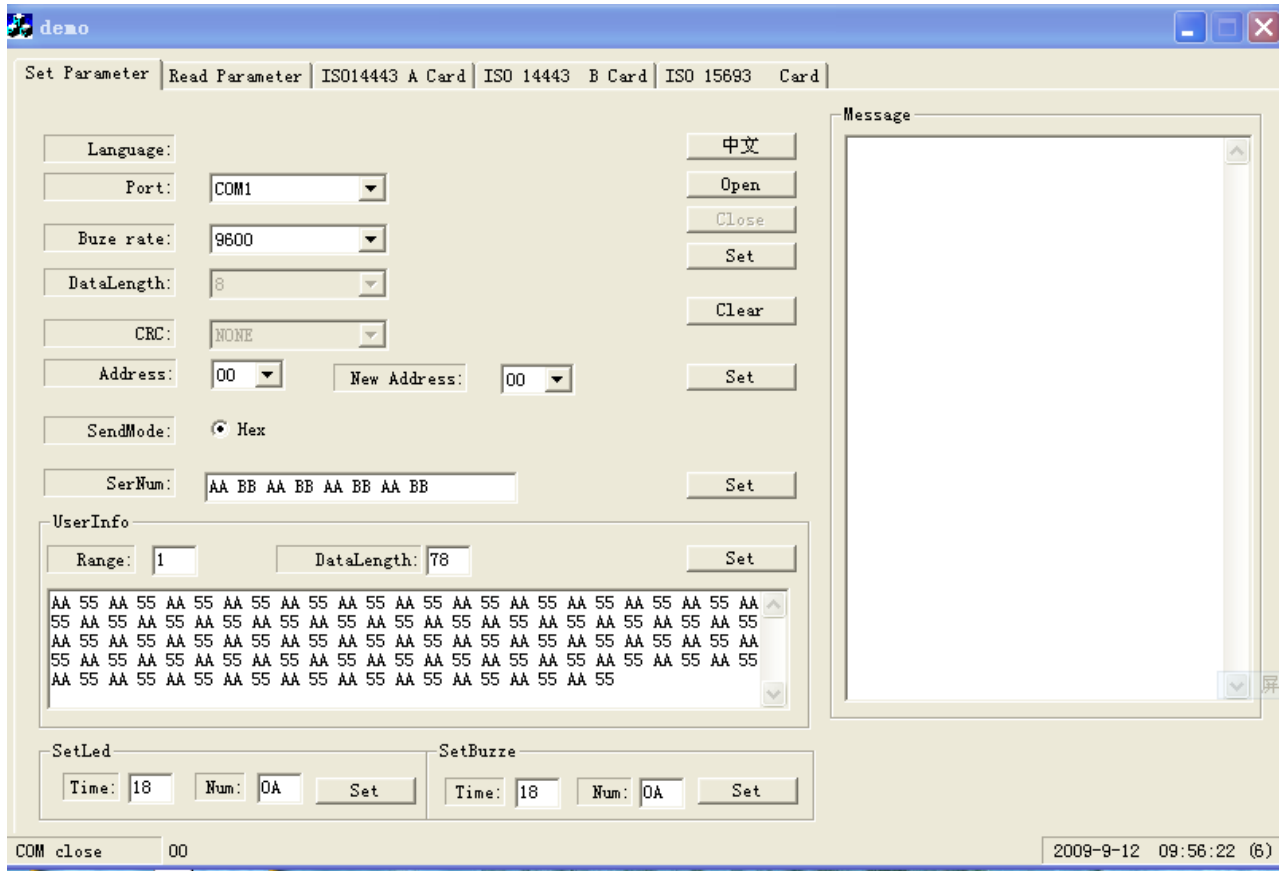 demo
Set Parameter
Read Parameter
ISO14443 A Card
ISO 14443 B Card
ISO 15693 Card
Message
Language: 中文
Port: COM1 Open
Close
Buze rate: 9600 Set
DataLength: 8
Clear
CRC: NONE
Address: 00 New Address: 00 Set
SendMode: Hex
SerNum: AA BB AA BB AA BB AA BB Set
UserInfo
Range: 1 DataLength: 78 Set
AA 55 AA 55 AA 55 AA 55 AA 55 AA 55 AA 55 AA 55 AA 55 AA 55 AA 55 AA 55 AA
55 AA 55 AA 55 AA 55 AA 55 AA 55 AA 55 AA 55 AA 55 AA 55 AA 55 AA 55 AA 55
AA 55 AA 55 AA 55 AA 55 AA 55 AA 55 AA 55 AA 55 AA 55 AA 55 AA 55 AA 55 AA
55 AA 55 AA 55 AA 55 AA 55 AA 55 AA 55 AA 55 AA 55 AA 55 AA 55 AA 55 AA 55
AA 55 AA 55 AA 55 AA 55 AA 55 AA 55 AA 55 AA 55 AA 55 AA 55
屏
SetLed
Time: 18 Num: 0A Set
SetBuzze
Time: 18 Num: 0A Set
COM close 00 2009-9-12 09:56:22 (6)